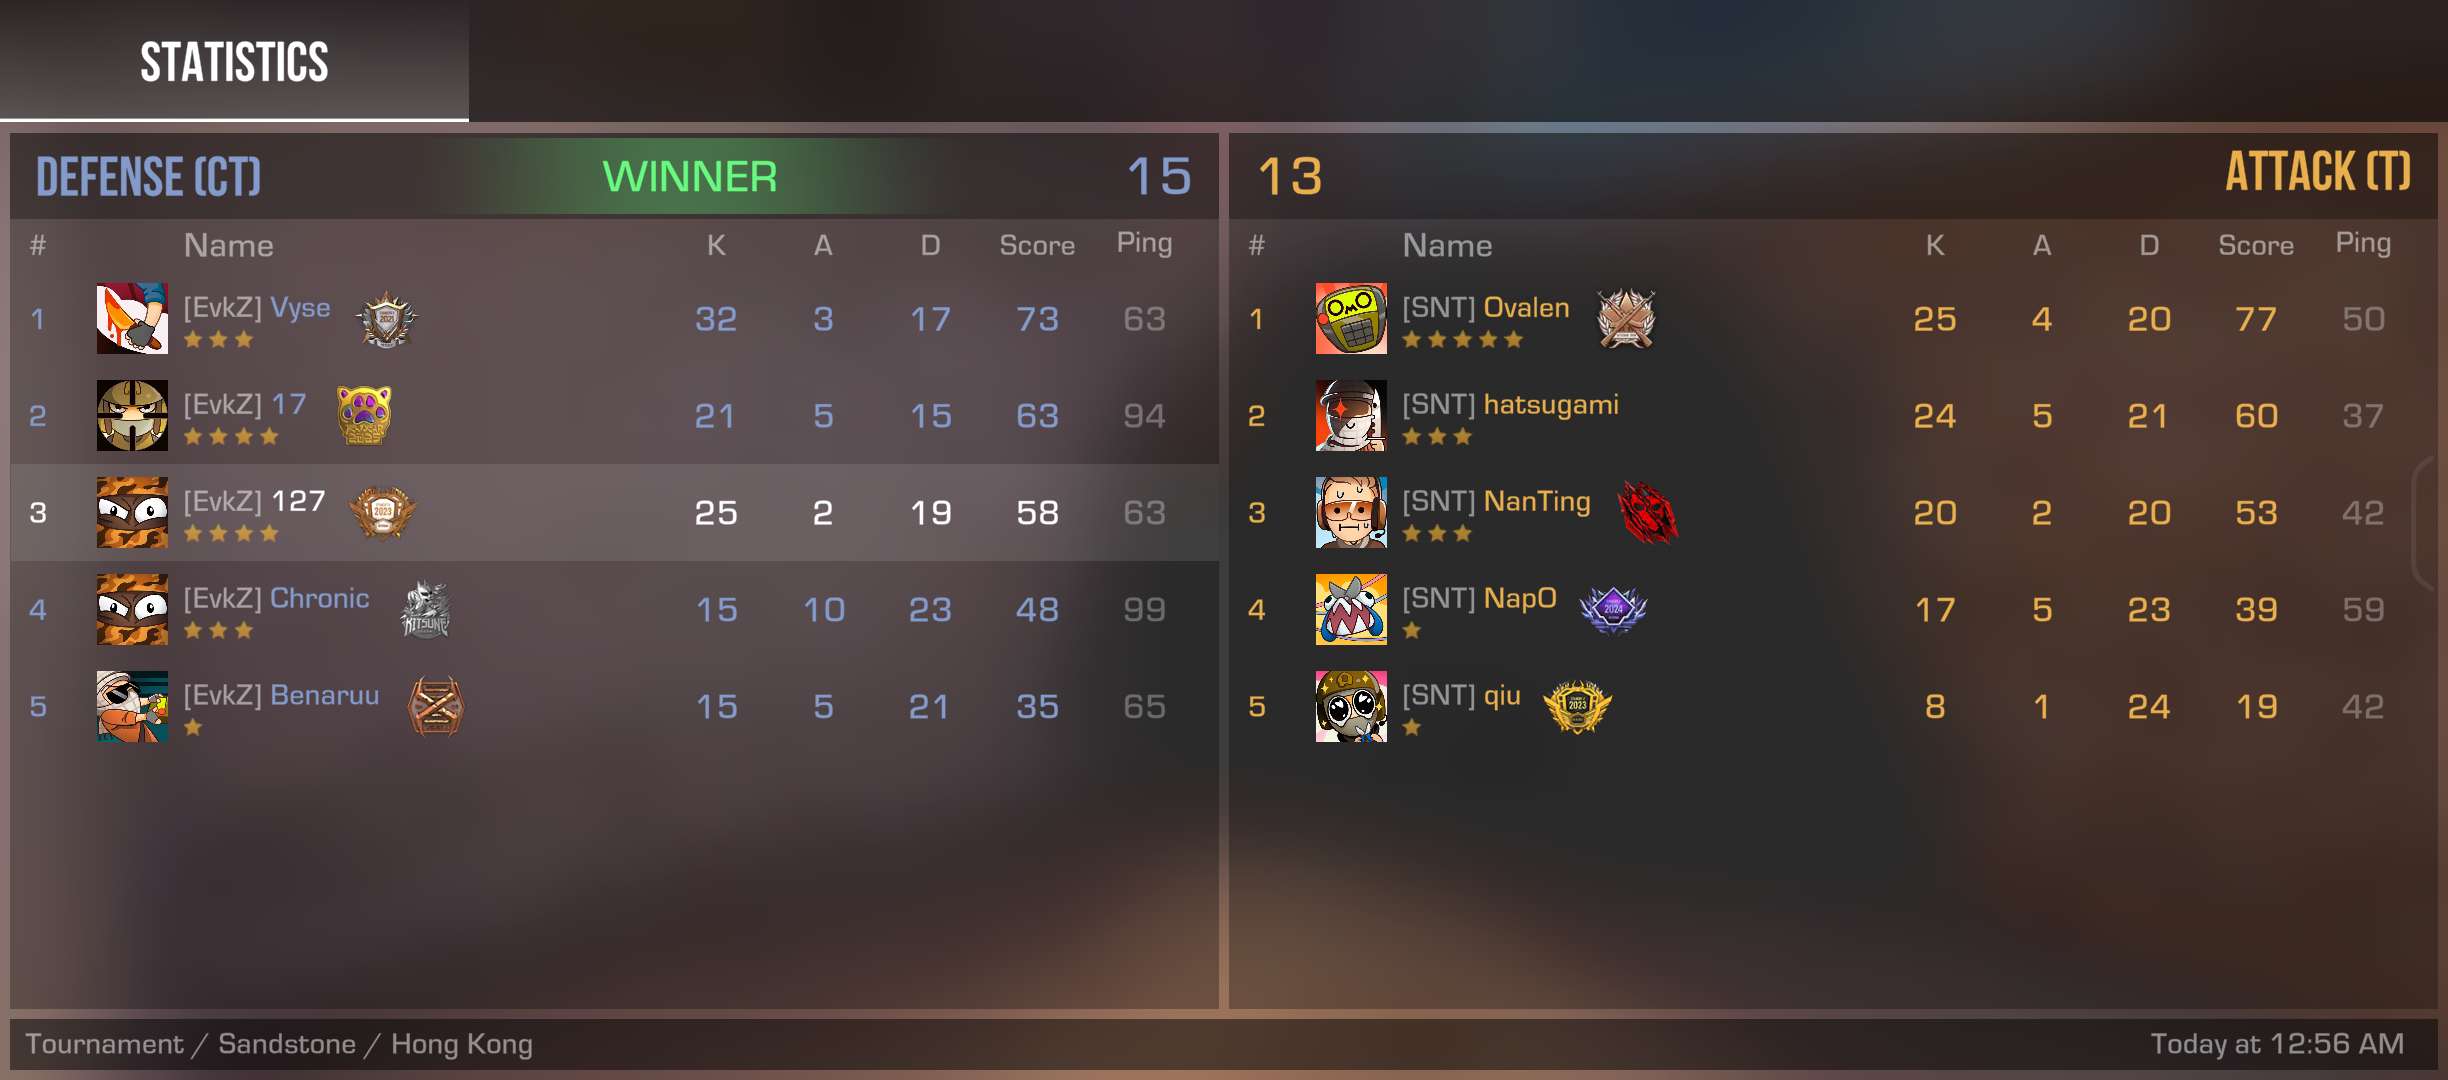 STATISTICS
DEFENSE (CT) WINNER 15
# Name K A D Score Ping
1 [EvkZ] Vyse 32 3 17 73 63
2 [EvkZ] 17 21 5 15 63 94
3 [EvkZ] 127 25 2 19 58 63
4 [EvkZ] Chronic 15 10 23 48 99
5 [EvkZ] Benaruu 15 5 21 35 65
13 ATTACK (T)
# Name K A D Score Ping
1 [SNT] Ovalen 25 4 20 77 50
2 [SNT] hatsugami 24 5 21 60 37
3 [SNT] NanTing 20 2 20 53 42
4 [SNT] NapO 17 5 23 39 59
5 [SNT] qiu 8 1 24 19 42
Tournament / Sandstone / Hong Kong
Today at 12:56 AM
2021
2023
KITSUNE
2024
2023